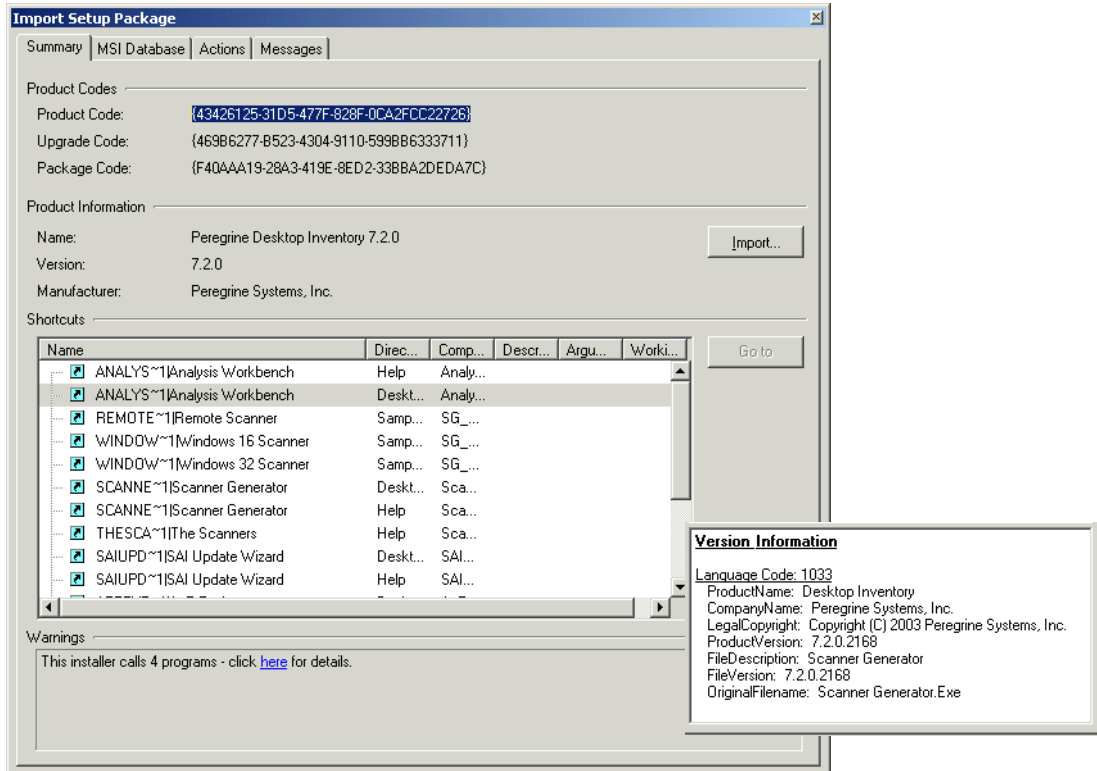 Import Setup Package
Summary MSI Database Actions Messages
Product Codes
Product Code: {43426125-31D5-477F-828F-0CA2FCC22726}
Upgrade Code: {469B6277-B523-4304-9110-599BB6333711}
Package Code: {F40AAA19-28A3-419E-8ED2-33BBA2DEDA7C}
Product Information
Name: Peregrine Desktop Inventory 7.2.0
Import...
Version: 7.2.0
Manufacturer: Peregrine Systems, Inc.
Shortcuts
Name Direc... Comp... Descr... Argu... Worki...
Go to
ANALYS~1|Analysis Workbench Help Analy...
ANALYS~1|Analysis Workbench Deskt... Analy...
REMOTE~1|Remote Scanner Samp... SG_...
WINDOW~1|Windows 16 Scanner Samp... SG_...
WINDOW~1|Windows 32 Scanner Samp... SG_...
SCANNE~1|Scanner Generator Deskt... Sca...
SCANNE~1|Scanner Generator Help Sca...
THESCA~1|The Scanners Help Sca...
SAIUPD~1|SAI Update Wizard Deskt... SAI...
SAIUPD~1|SAI Update Wizard Help SAI...
Warnings
This installer calls 4 programs - click here for details.
Version Information
Language Code: 1033
ProductName: Desktop Inventory
CompanyName: Peregrine Systems, Inc.
LegalCopyright: Copyright (C) 2003 Peregrine Systems, Inc.
ProductVersion: 7.2.0.2168
FileDescription: Scanner Generator
FileVersion: 7.2.0.2168
OriginalFilename: Scanner Generator.Exe